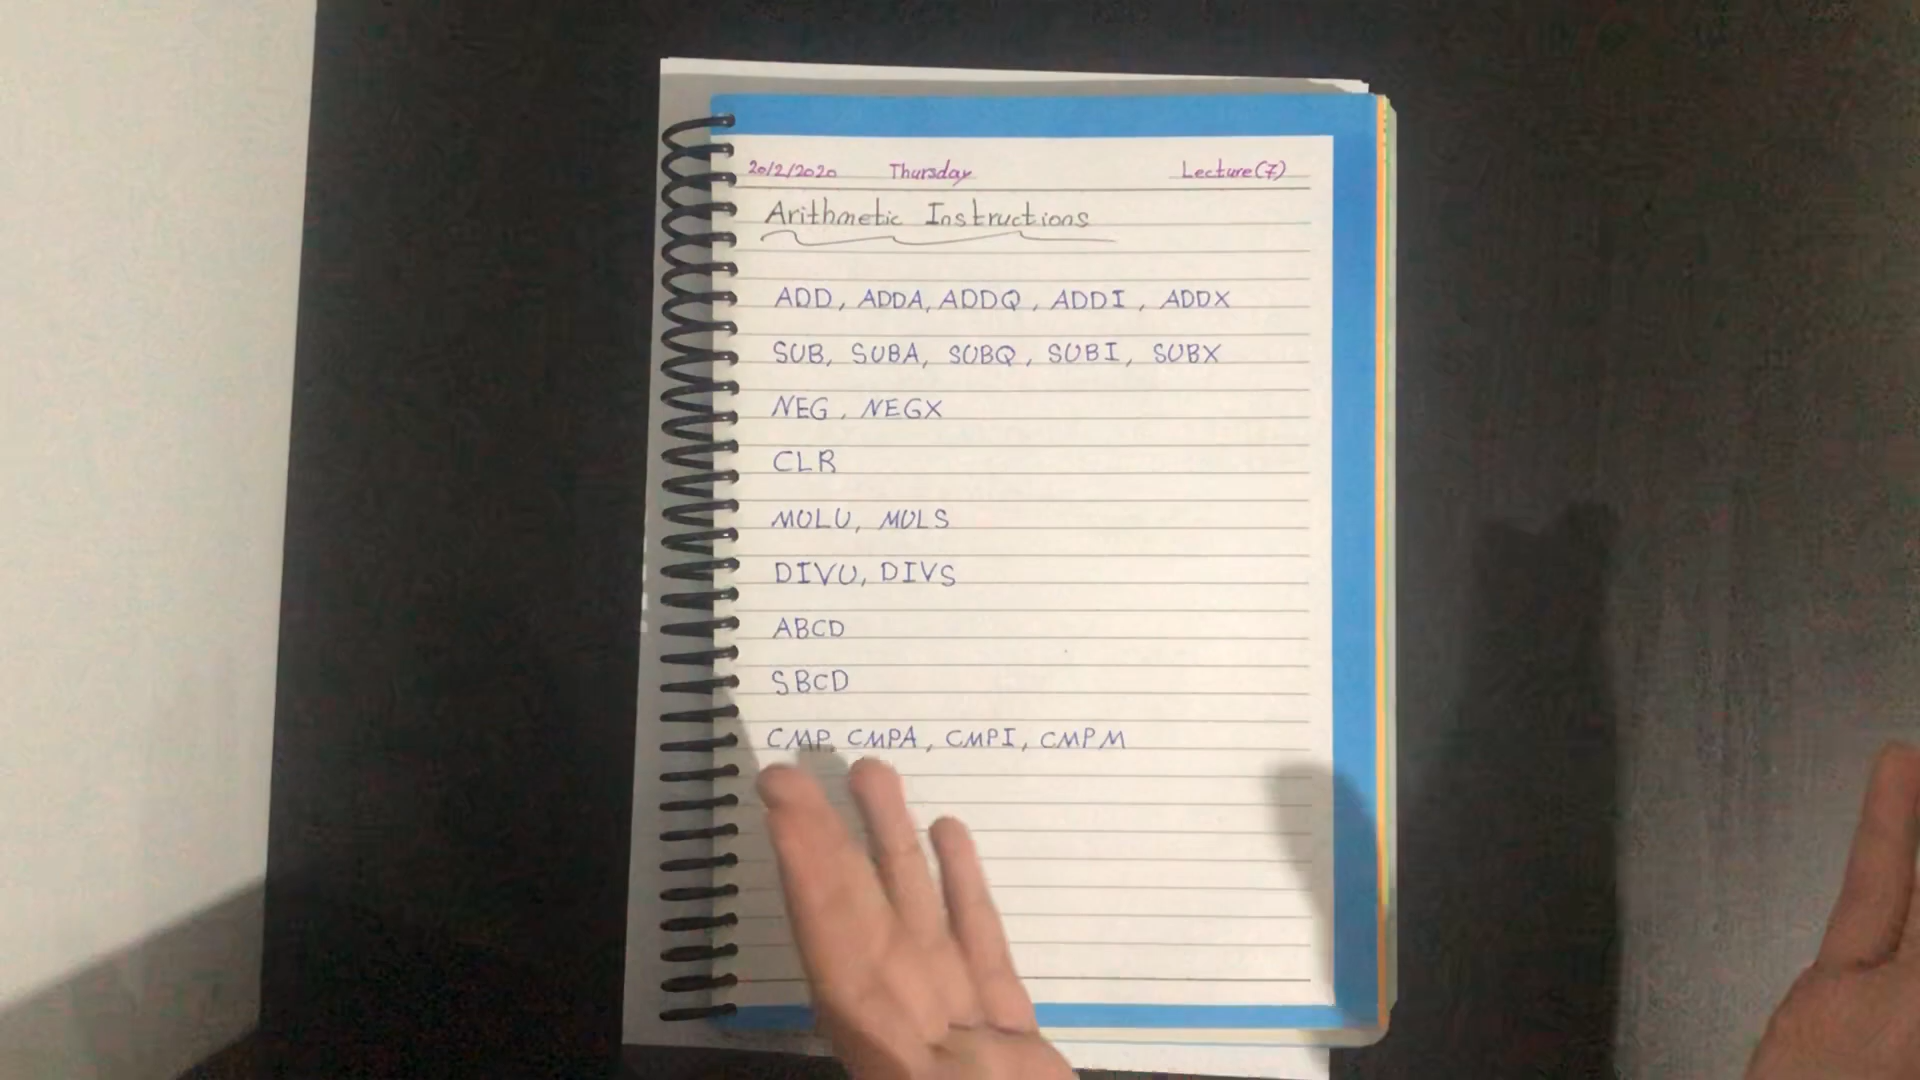 20/2/2020 Thursday Lecture(7)
Arithmetic Instructions
ADD, ADDA, ADDQ, ADDI, ADDX
SUB, SUBA, SUBQ, SUBI, SUBX
NEG, NEGX
CLR
MULU, MULS
DIVU, DIVS
ABCD
SBCD
CMP, CMPA, CMPI, CMPM